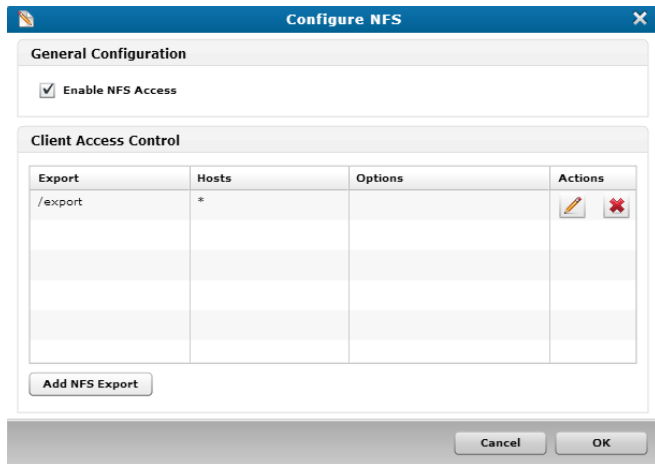 Configure NFS
General Configuration
Enable NFS Access
Client Access Control
Export Hosts Options Actions
/export *
Add NFS Export
Cancel OK